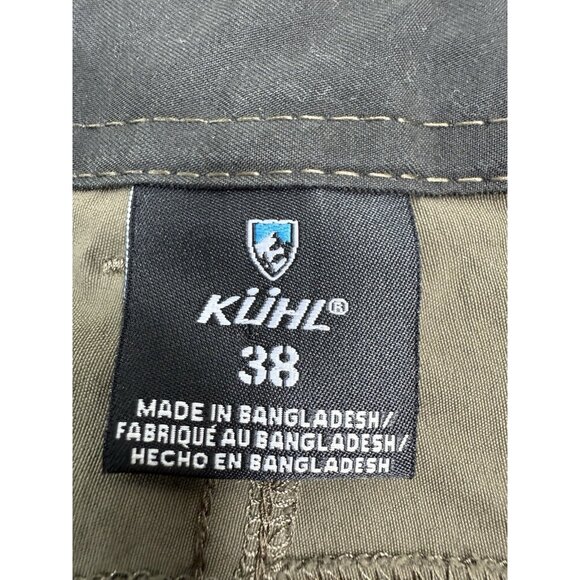 KÜHL®
38
MADE IN BANGLADESH/
FABRIQUÉ AU BANGLADESH/
HECHO EN BANGLADESH